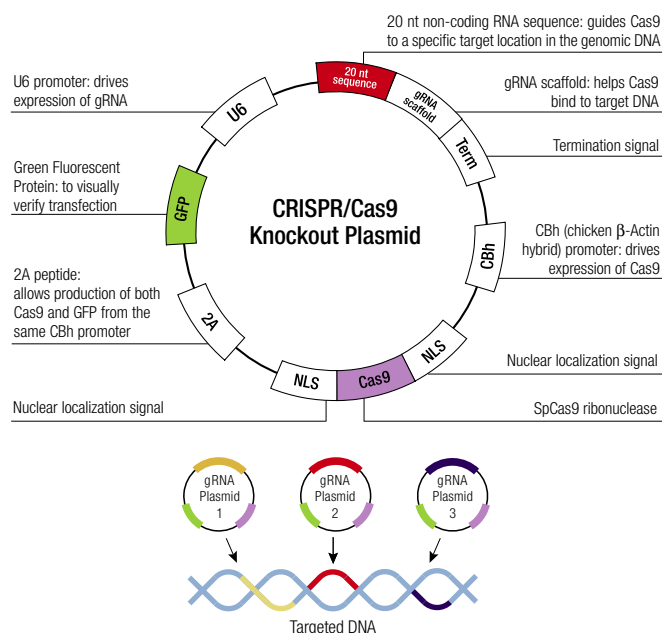 20 nt non-coding RNA sequence: guides Cas9
to a specific target location in the genomic DNA
U6 promoter: drives
expression of gRNA
gRNA scaffold: helps Cas9
bind to target DNA
Termination signal
Green Fluorescent
Protein: to visually
verify transfection
CBh (chicken β-Actin
hybrid) promoter: drives
expression of Cas9
2A peptide:
allows production of both
Cas9 and GFP from the
same CBh promoter
Nuclear localization signal
Nuclear localization signal
SpCas9 ribonuclease
CRISPR/Cas9
Knockout Plasmid
20 nt
sequence
gRNA
scaffold
Term
CBh
NLS
Cas9
NLS
2A
GFP
U6
gRNA
Plasmid
1
gRNA
Plasmid
2
gRNA
Plasmid
3
Targeted DNA